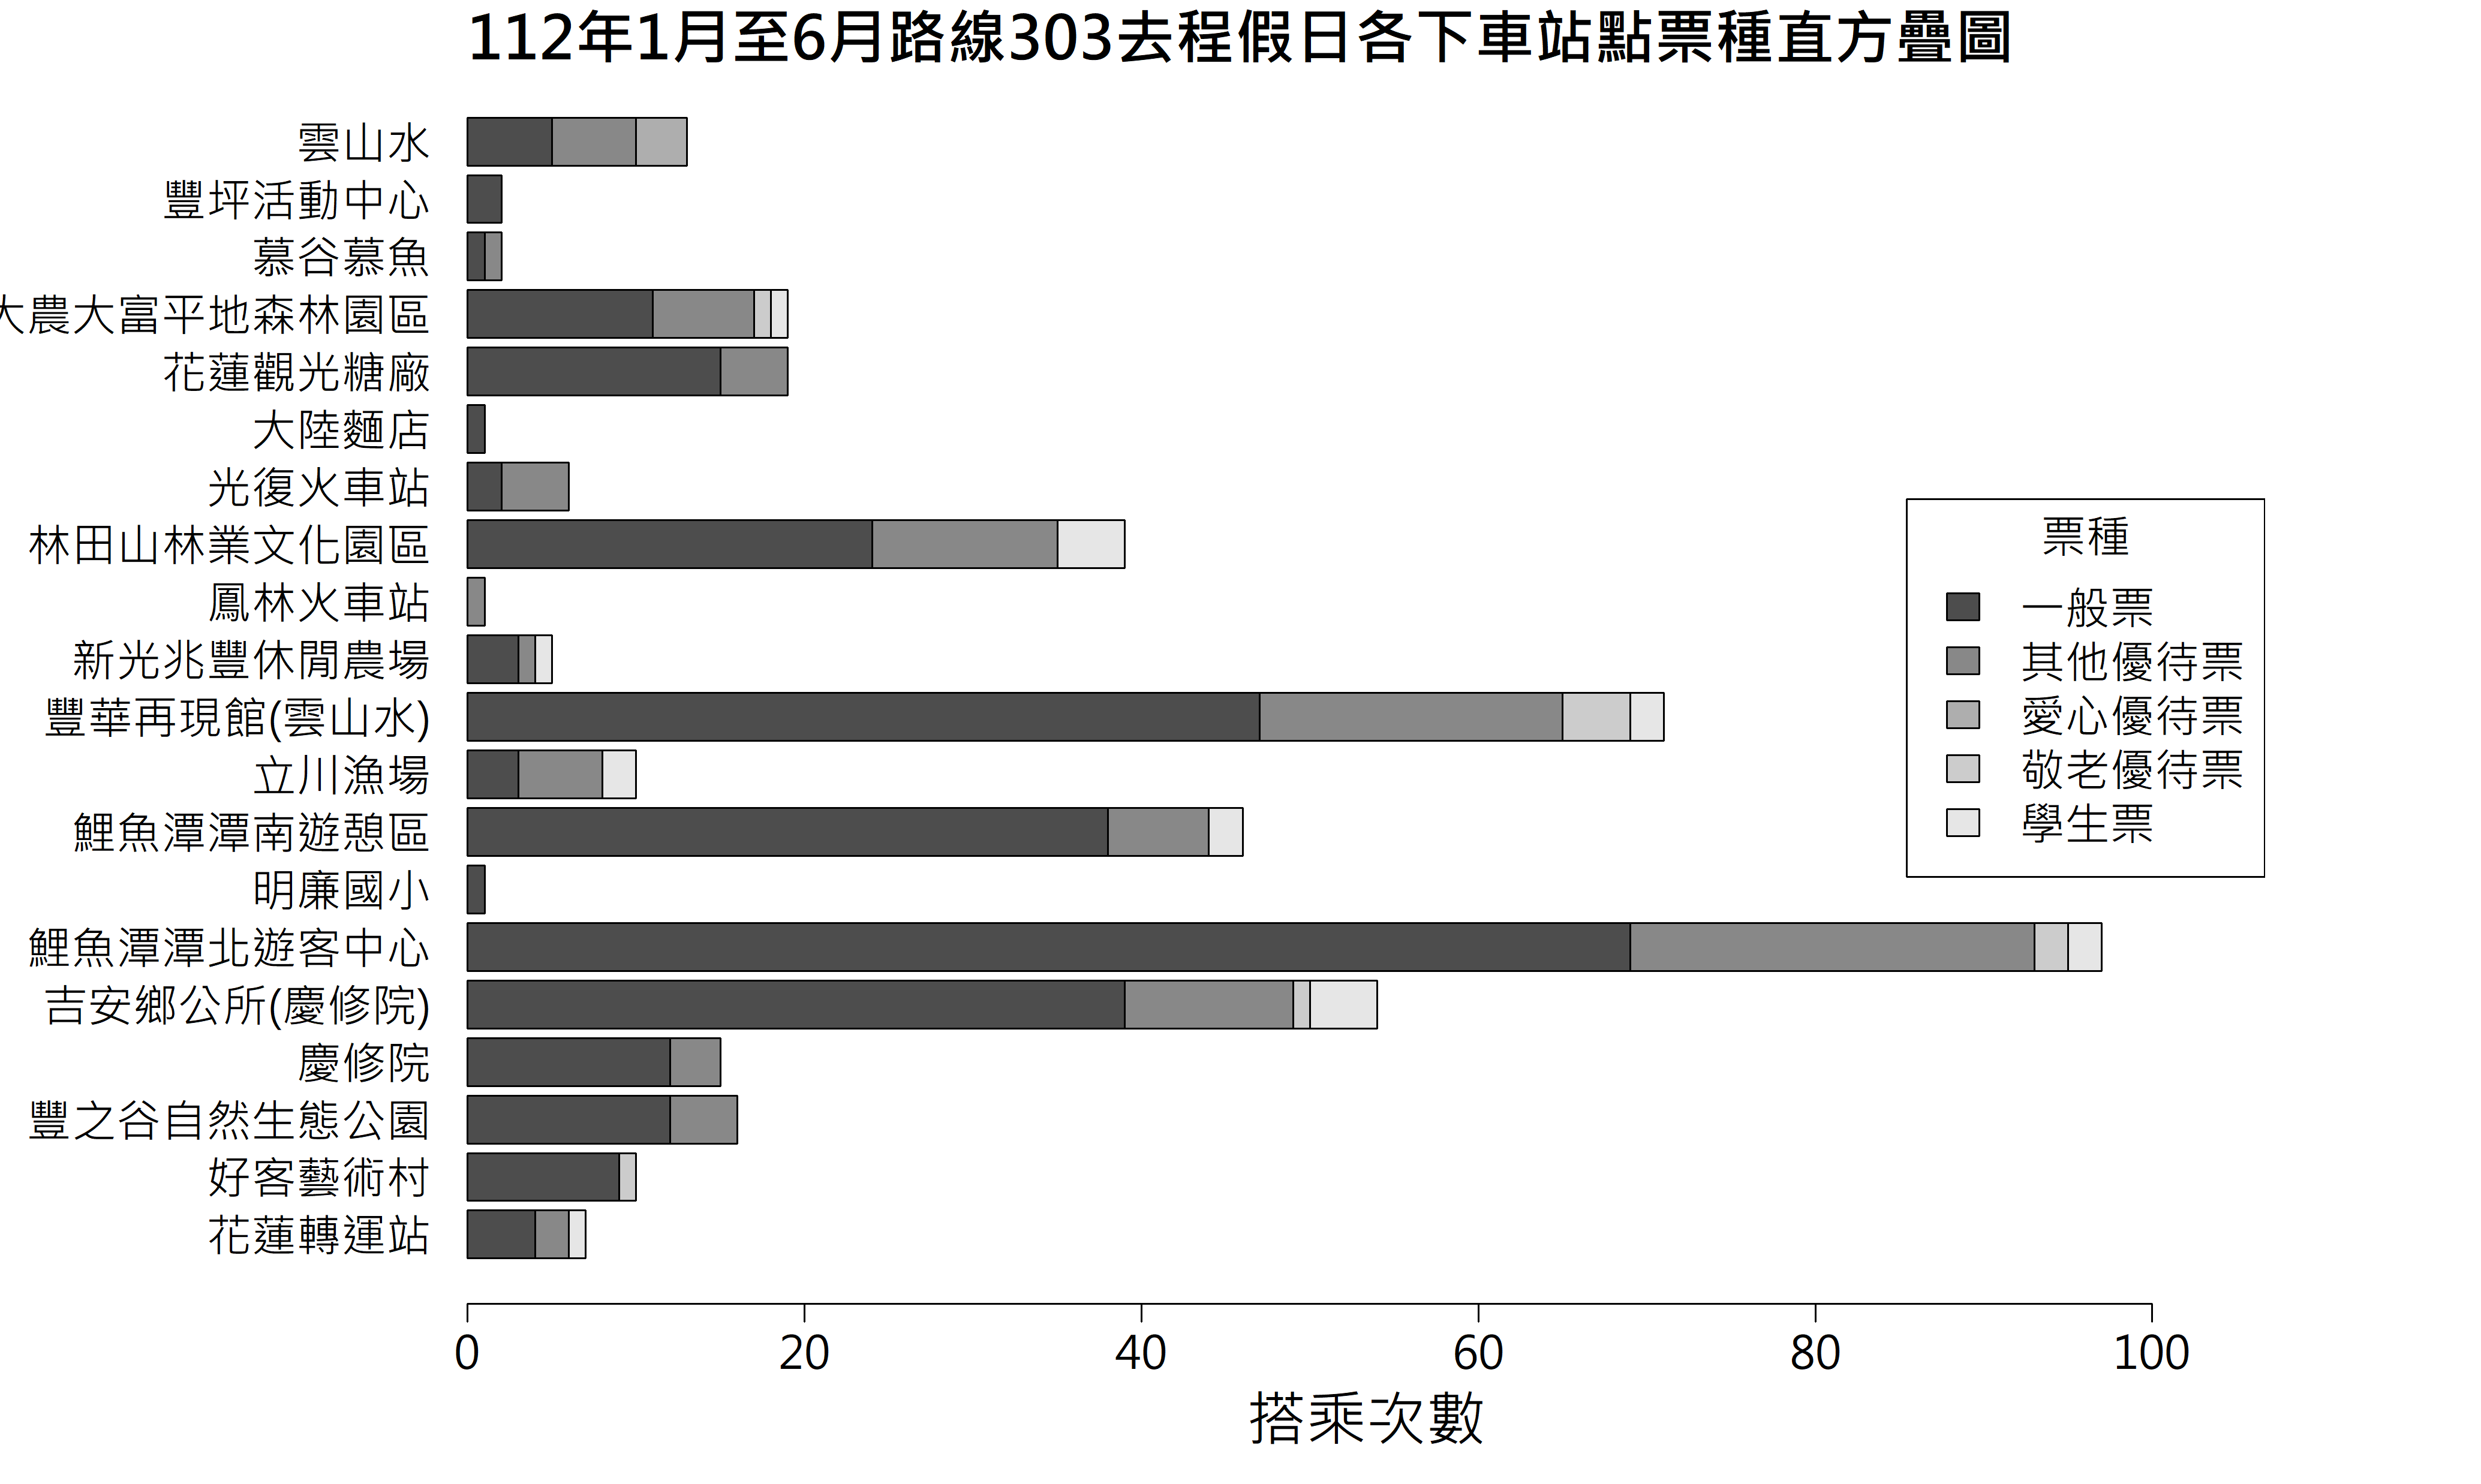 112年1月至6月路線303去程假日各下車站點票種直方疊圖
雲山水
豐坪活動中心
慕谷慕魚
大農大富平地森林園區
花蓮觀光糖廠
大陸麵店
光復火車站
林田山林業文化園區
鳳林火車站
新光兆豐休閒農場
豐華再現館(雲山水)
立川漁場
鯉魚潭潭南遊憩區
明廉國小
鯉魚潭潭北遊客中心
吉安鄉公所(慶修院)
慶修院
豐之谷自然生態公園
好客藝術村
花蓮轉運站
票種
一般票
其他優待票
愛心優待票
敬老優待票
學生票
0 20 40 60 80 100
搭乘次數